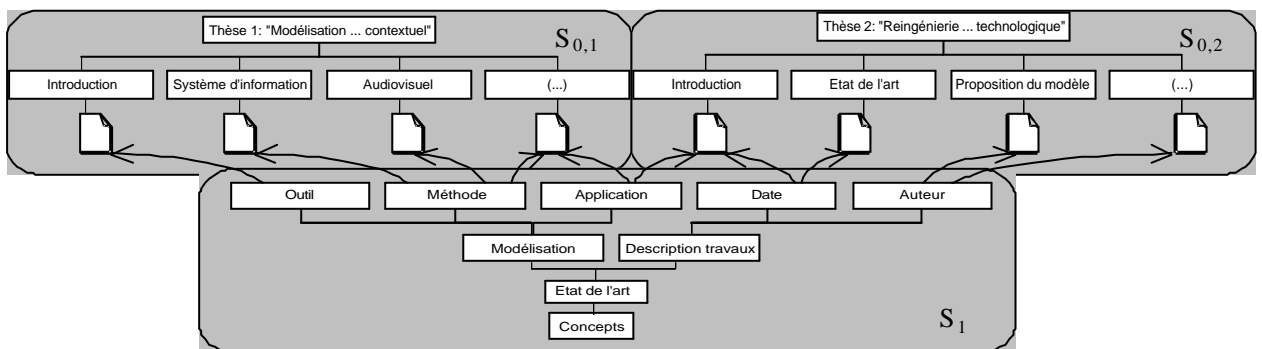 Thèse 1: "Modélisation ... contextuel"
S0,1
Thèse 2: "Reingénierie ... technologique"
S0,2
Introduction
Système d'information
Audiovisuel
(...)
Introduction
Etat de l'art
Proposition du modèle
(...)
Outil
Méthode
Application
Date
Auteur
Modélisation
Description travaux
Etat de l'art
Concepts
S1